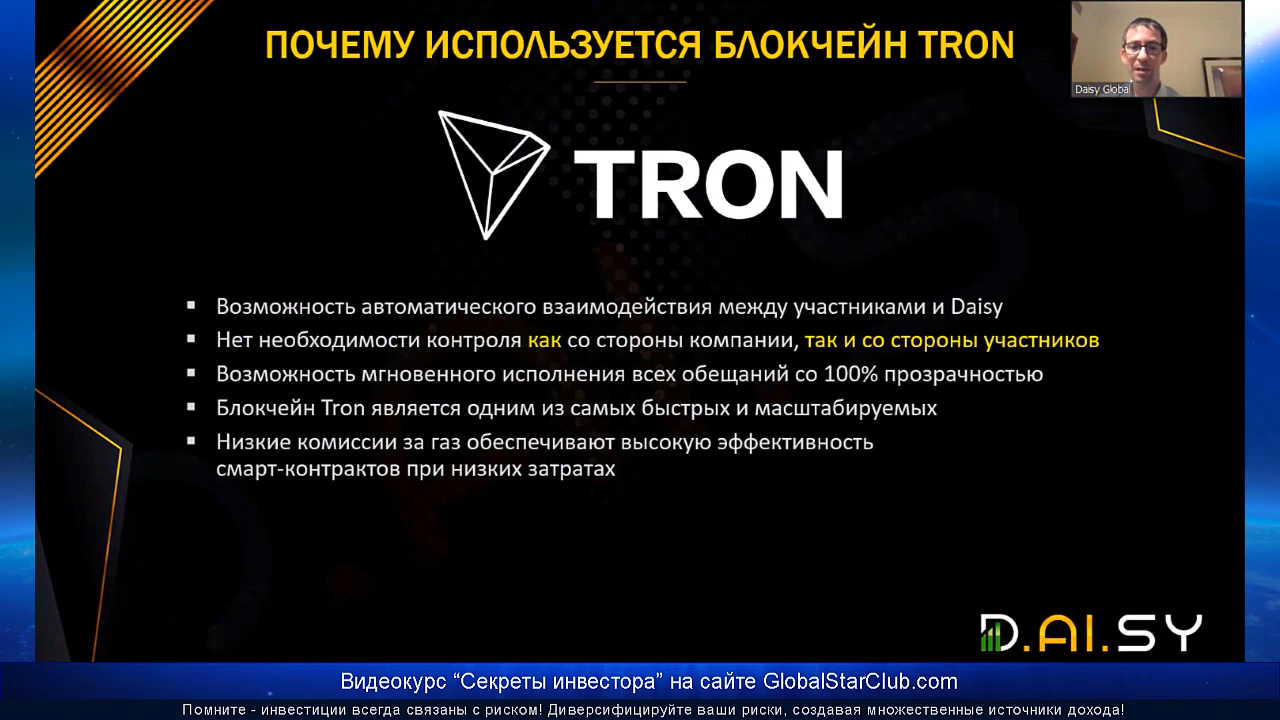 ПОЧЕМУ ИСПОЛЬЗУЕТСЯ БЛОКЧЕЙН TRON
Daisy Global
TRON
▪ Возможность автоматического взаимодействия между участниками и Daisy
▪ Нет необходимости контроля как со стороны компании, так и со стороны участников
▪ Возможность мгновенного исполнения всех обещаний со 100% прозрачностью
▪ Блокчейн Tron является одним из самых быстрых и масштабируемых
▪ Низкие комиссии за газ обеспечивают высокую эффективность
смарт-контрактов при низких затратах
D.AI.SY
Видеокурс “Секреты инвестора” на сайте GlobalStarClub.com
Помните - инвестиции всегда связаны с риском! Диверсифицируйте ваши риски, создавая множественные источники дохода!